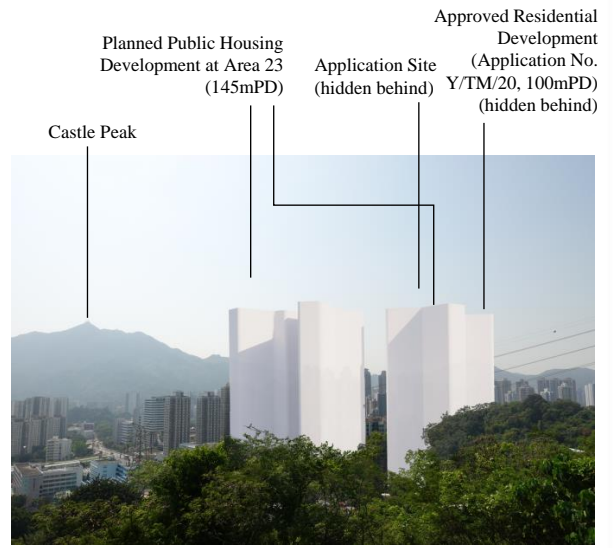 Castle Peak
Planned Public Housing
Development at Area 23
(145mPD)
Application Site
(hidden behind)
Approved Residential
Development
(Application No.
Y/TM/20, 100mPD)
(hidden behind)